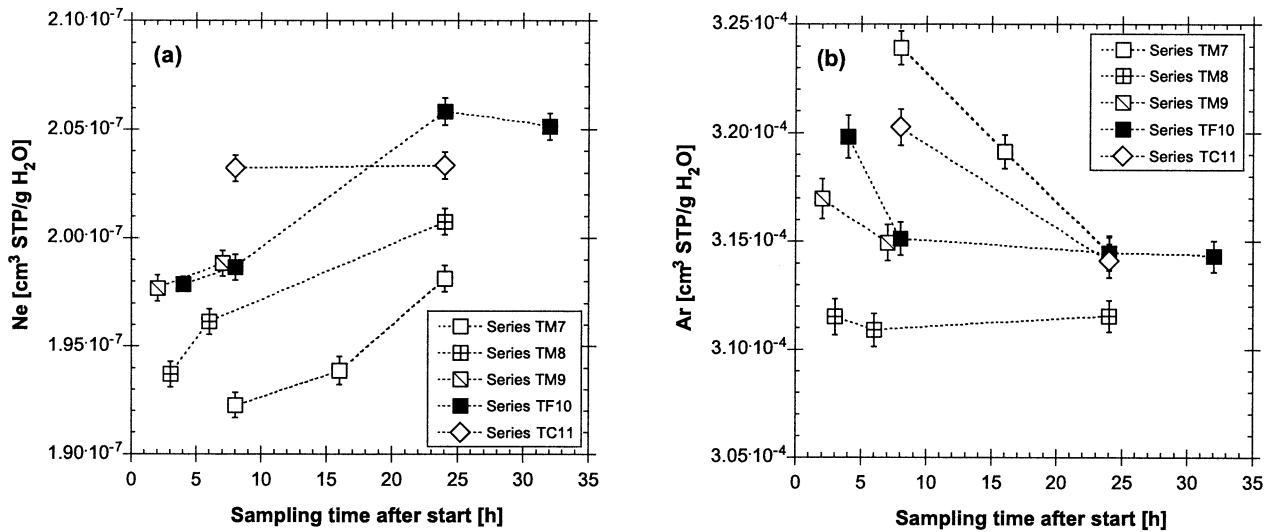 (a)
Ne [cm³ STP/g H₂O]
2.10·10⁻⁷
2.05·10⁻⁷
2.00·10⁻⁷
1.95·10⁻⁷
1.90·10⁻⁷
0 5 10 15 20 25 30 35
Sampling time after start [h]
Series TM7
Series TM8
Series TM9
Series TF10
Series TC11
(b)
Ar [cm³ STP/g H₂O]
3.25·10⁻⁴
3.20·10⁻⁴
3.15·10⁻⁴
3.10·10⁻⁴
3.05·10⁻⁴
0 5 10 15 20 25 30 35
Sampling time after start [h]
Series TM7
Series TM8
Series TM9
Series TF10
Series TC11